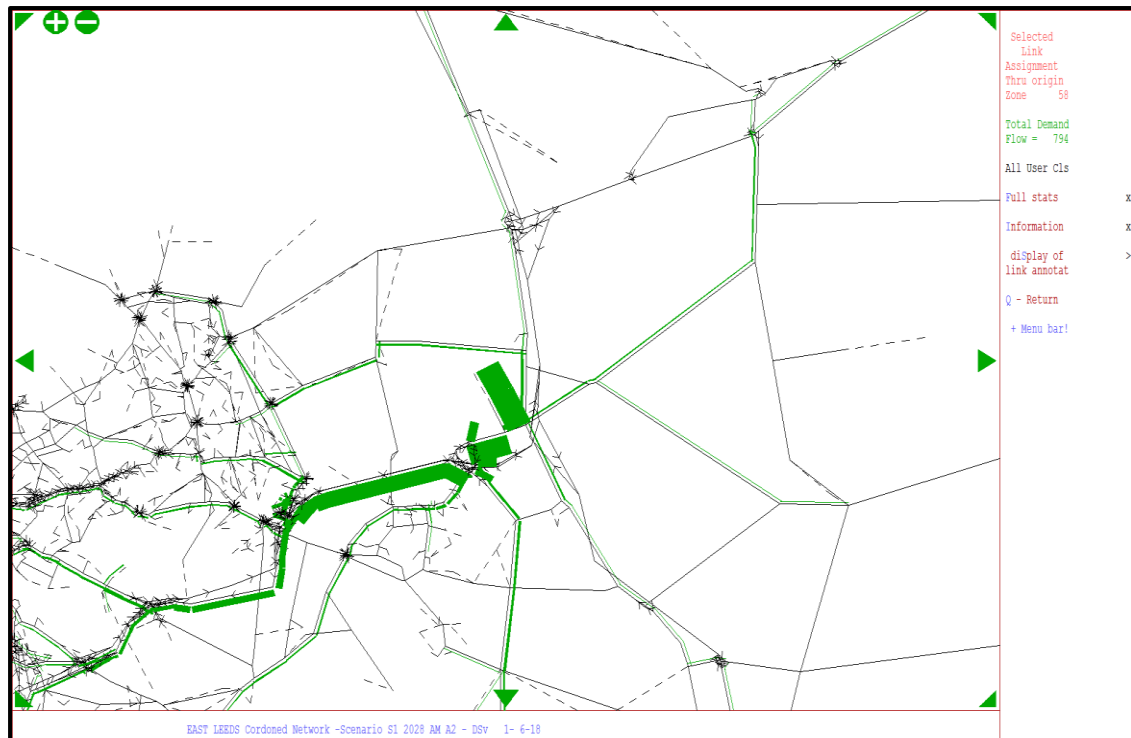 Selected
Link
Assignment
Thru origin
Zone 58
Total Demand
Flow = 794
All User Cls
Full stats x
Information x
diSplay of >
link annotat
Q - Return
+ Menu bar!
EAST LEEDS Cordoned Network -Scenario S1 2028 AM A2 - DSv 1- 6-18